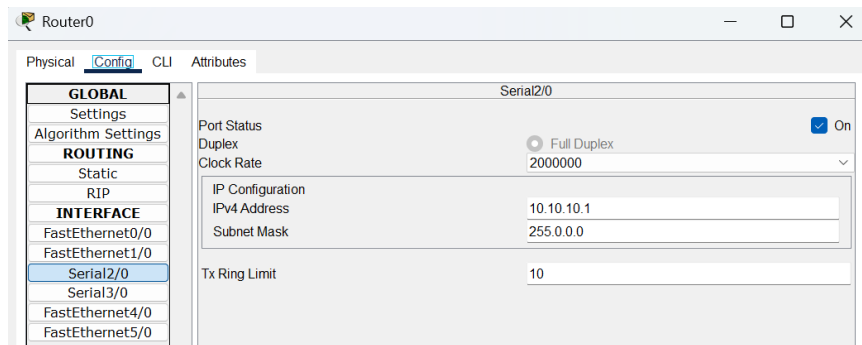 Router0
Physical Config CLI Attributes
GLOBAL
Settings
Algorithm Settings
ROUTING
Static
RIP
INTERFACE
FastEthernet0/0
FastEthernet1/0
Serial2/0
Serial3/0
FastEthernet4/0
FastEthernet5/0
Serial2/0
Port Status On
Duplex Full Duplex
Clock Rate 2000000
IP Configuration
IPv4 Address 10.10.10.1
Subnet Mask 255.0.0.0
Tx Ring Limit 10